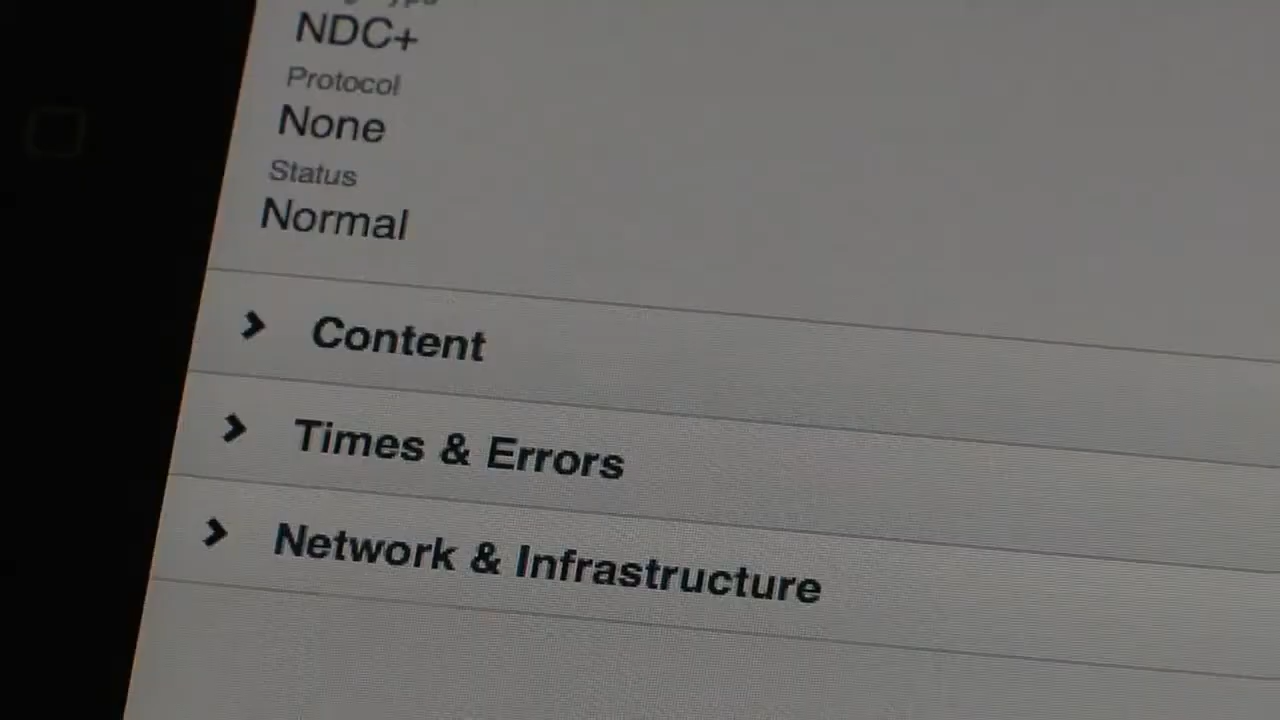 NDC+
Protocol
None
Status
Normal
Content
Times & Errors
Network & Infrastructure